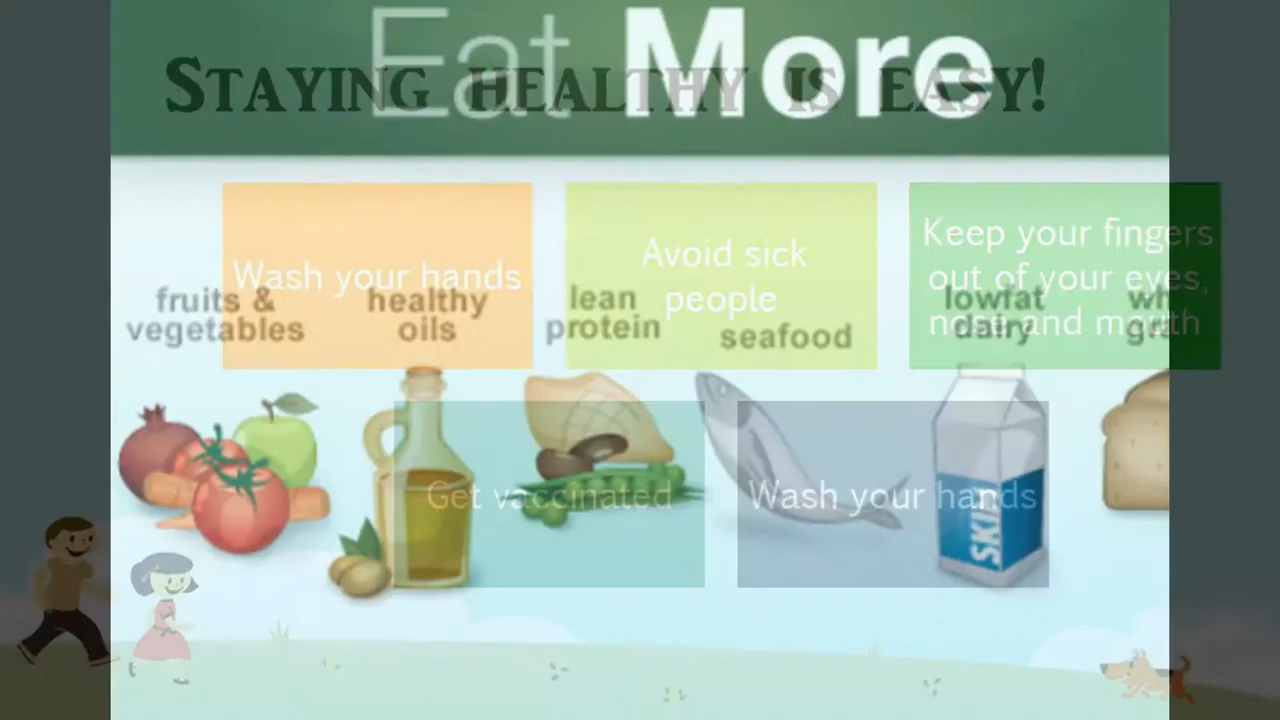 Eat More
STAYING HEALTHY IS EASY!
Wash your hands
Avoid sick
people
Keep your fingers
out of your eyes,
nose and mouth
fruits &
vegetables
healthy
oils
lean
protein
seafood
lowfat
dairy
Get vaccinated
Wash your hands